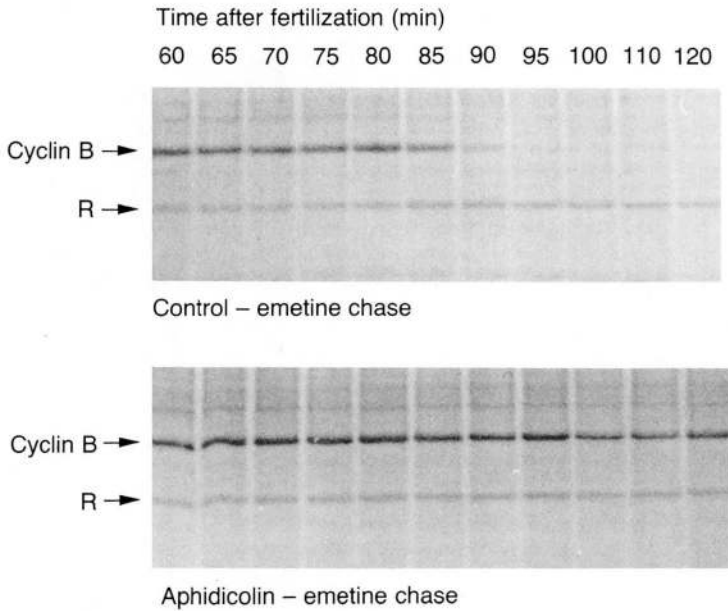 Time after fertilization (min)
60 65 70 75 80 85 90 95 100 110 120
Cyclin B
R
Control – emetine chase
Cyclin B
R
Aphidicolin – emetine chase